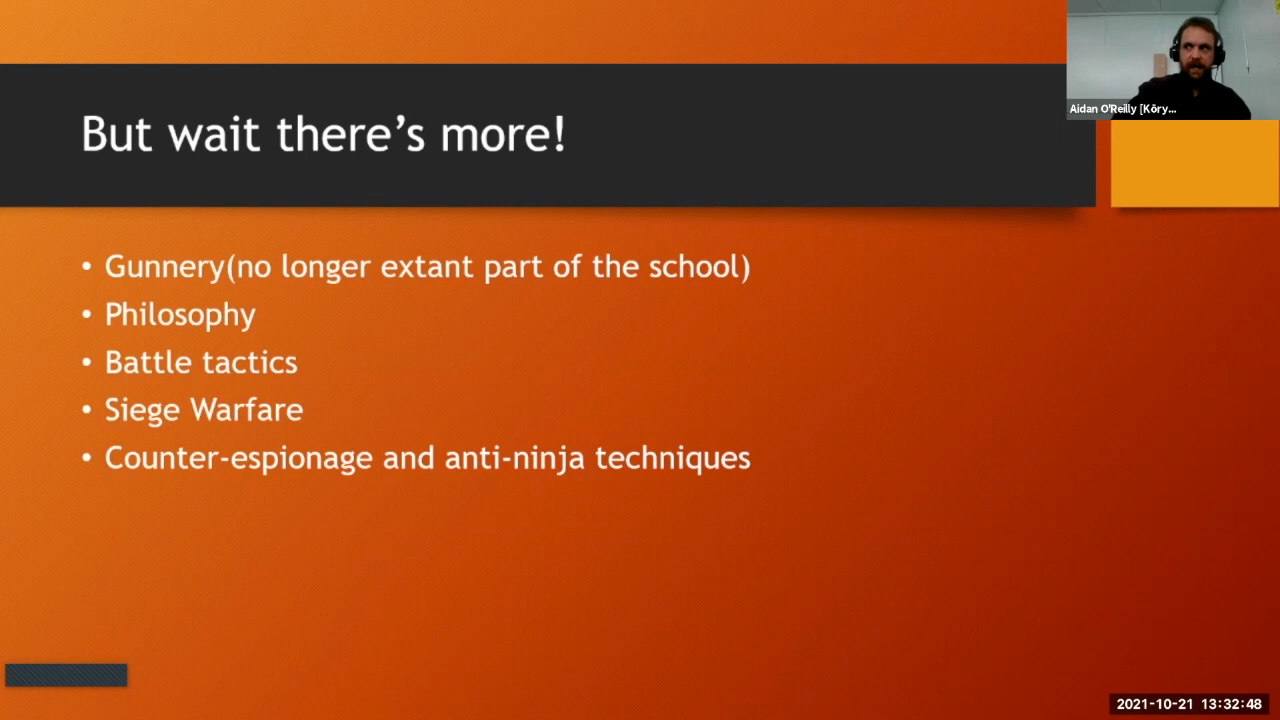 But wait there's more!
Aidan O'Reilly [Kōry...
• Gunnery(no longer extant part of the school)
• Philosophy
• Battle tactics
• Siege Warfare
• Counter-espionage and anti-ninja techniques
2021-10-21 13:32:48